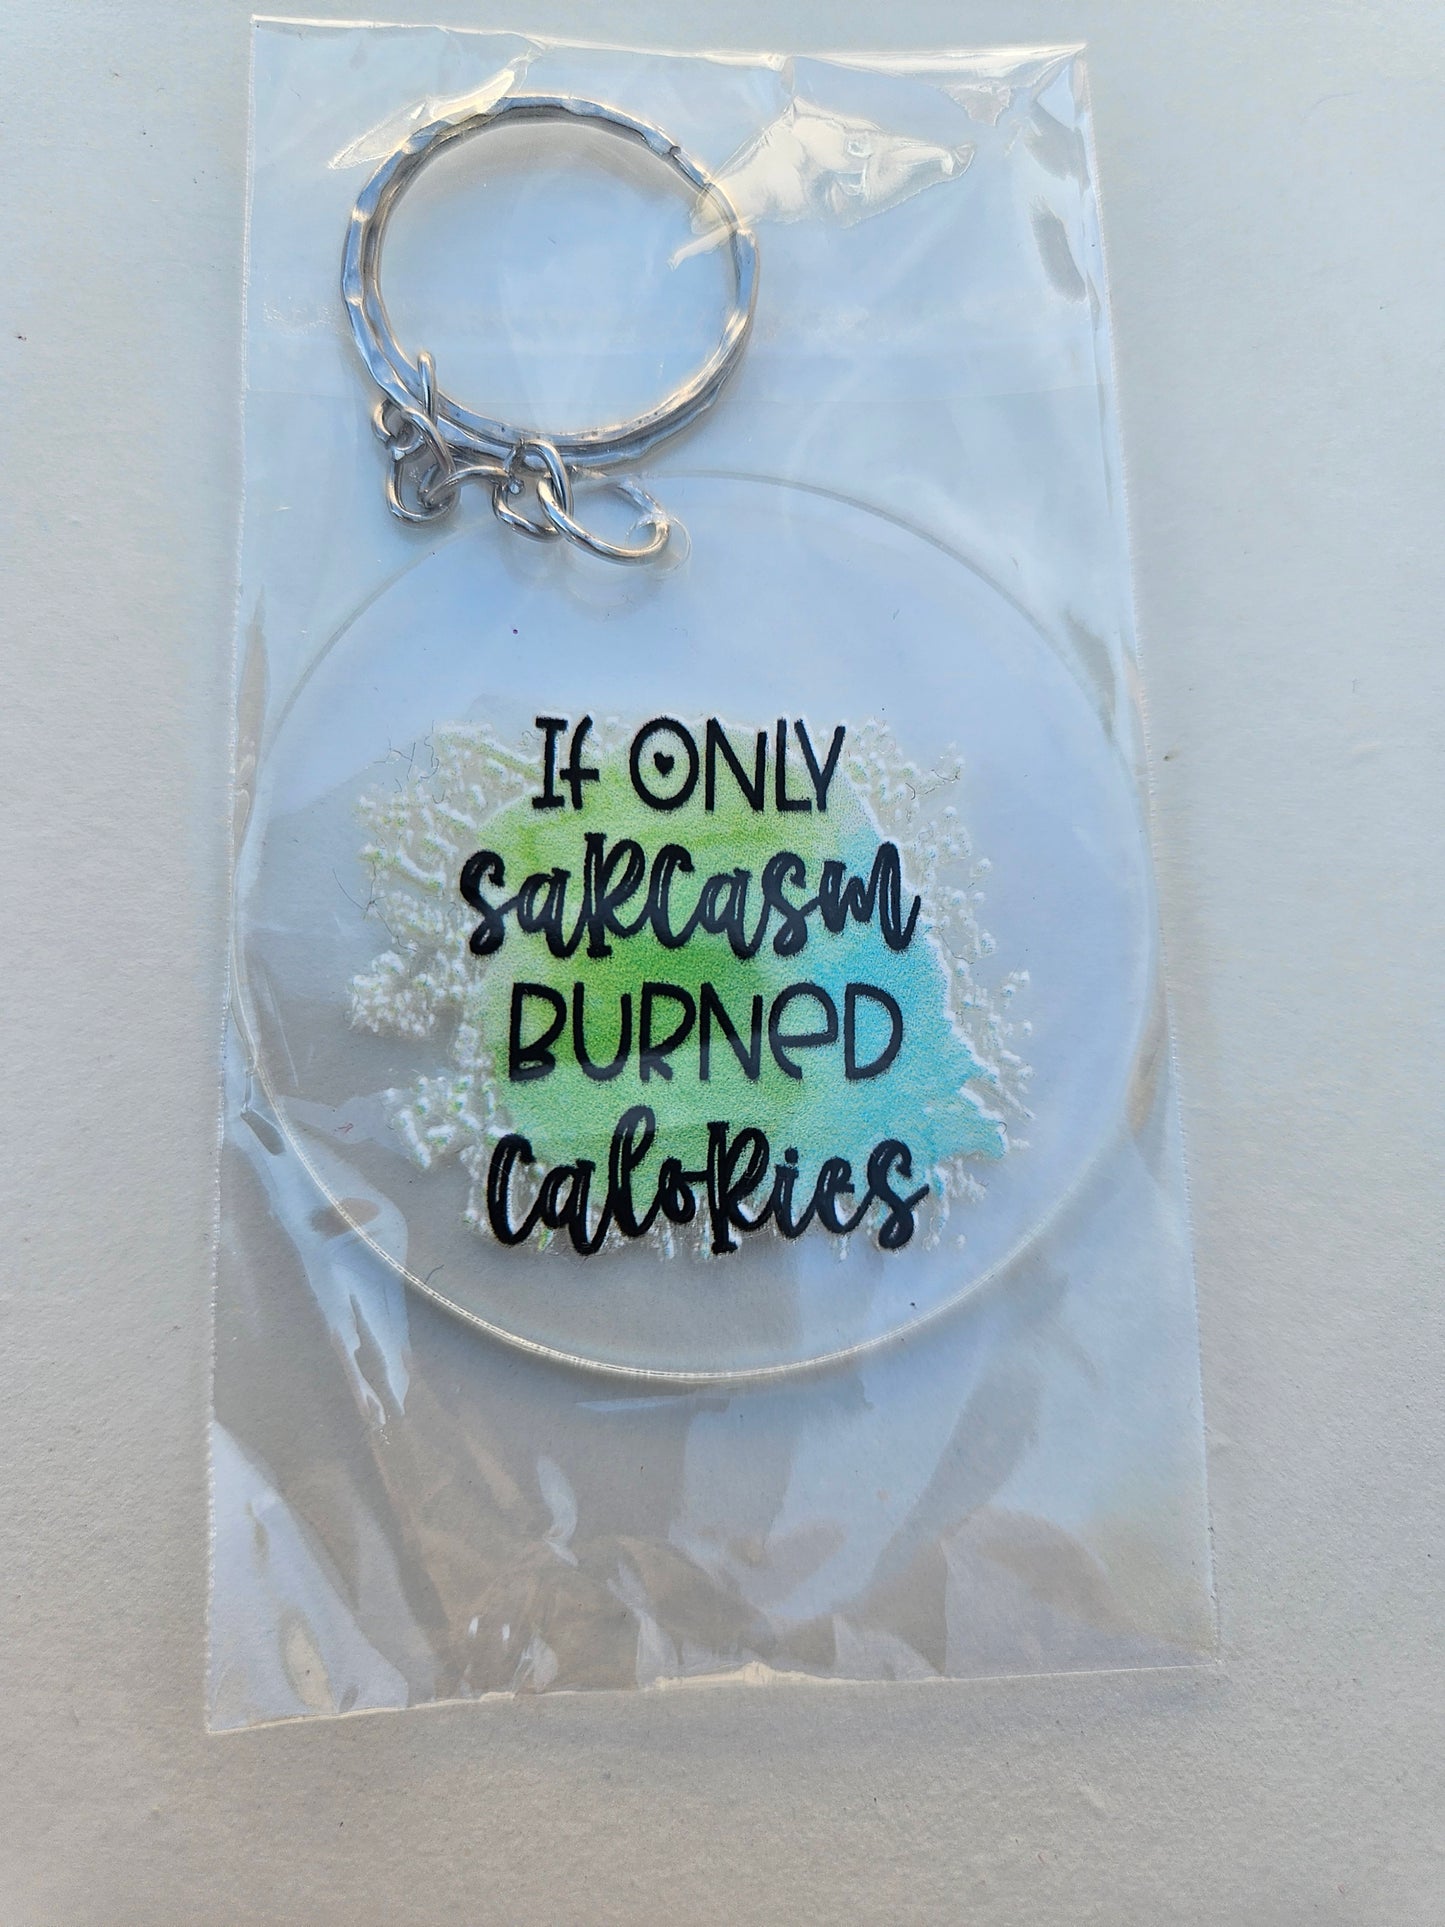 If ONLY
saRcasm
BURNeD
caloRies